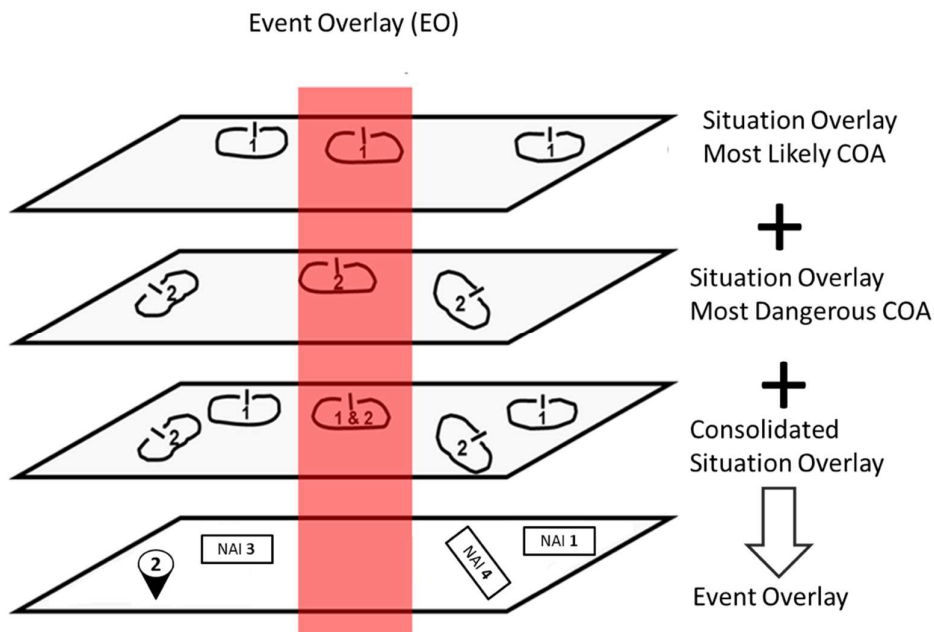 Event Overlay (EO)
1
1
1
Situation Overlay
Most Likely COA
2
2
2
Situation Overlay
Most Dangerous COA
1
1 & 2
1
2
2
Consolidated
Situation Overlay
NAI 3
NAI 1
2
NAI 4
Event Overlay